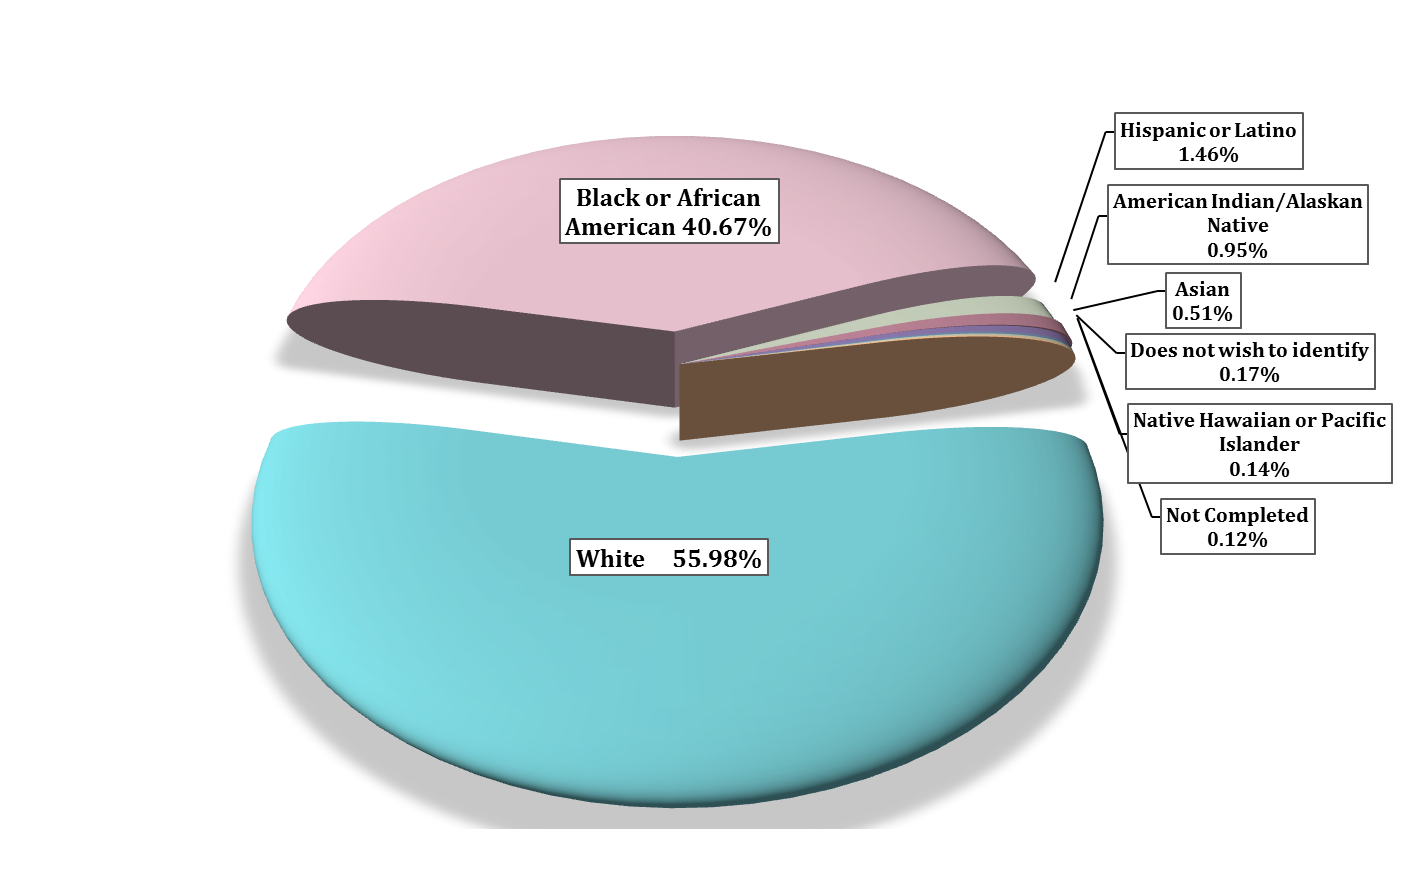 Hispanic or Latino
1.46%
Black or African
American 40.67%
American Indian/Alaskan
Native
0.95%
Asian
0.51%
Does not wish to identify
0.17%
Native Hawaiian or Pacific
Islander
0.14%
Not Completed
0.12%
White 55.98%